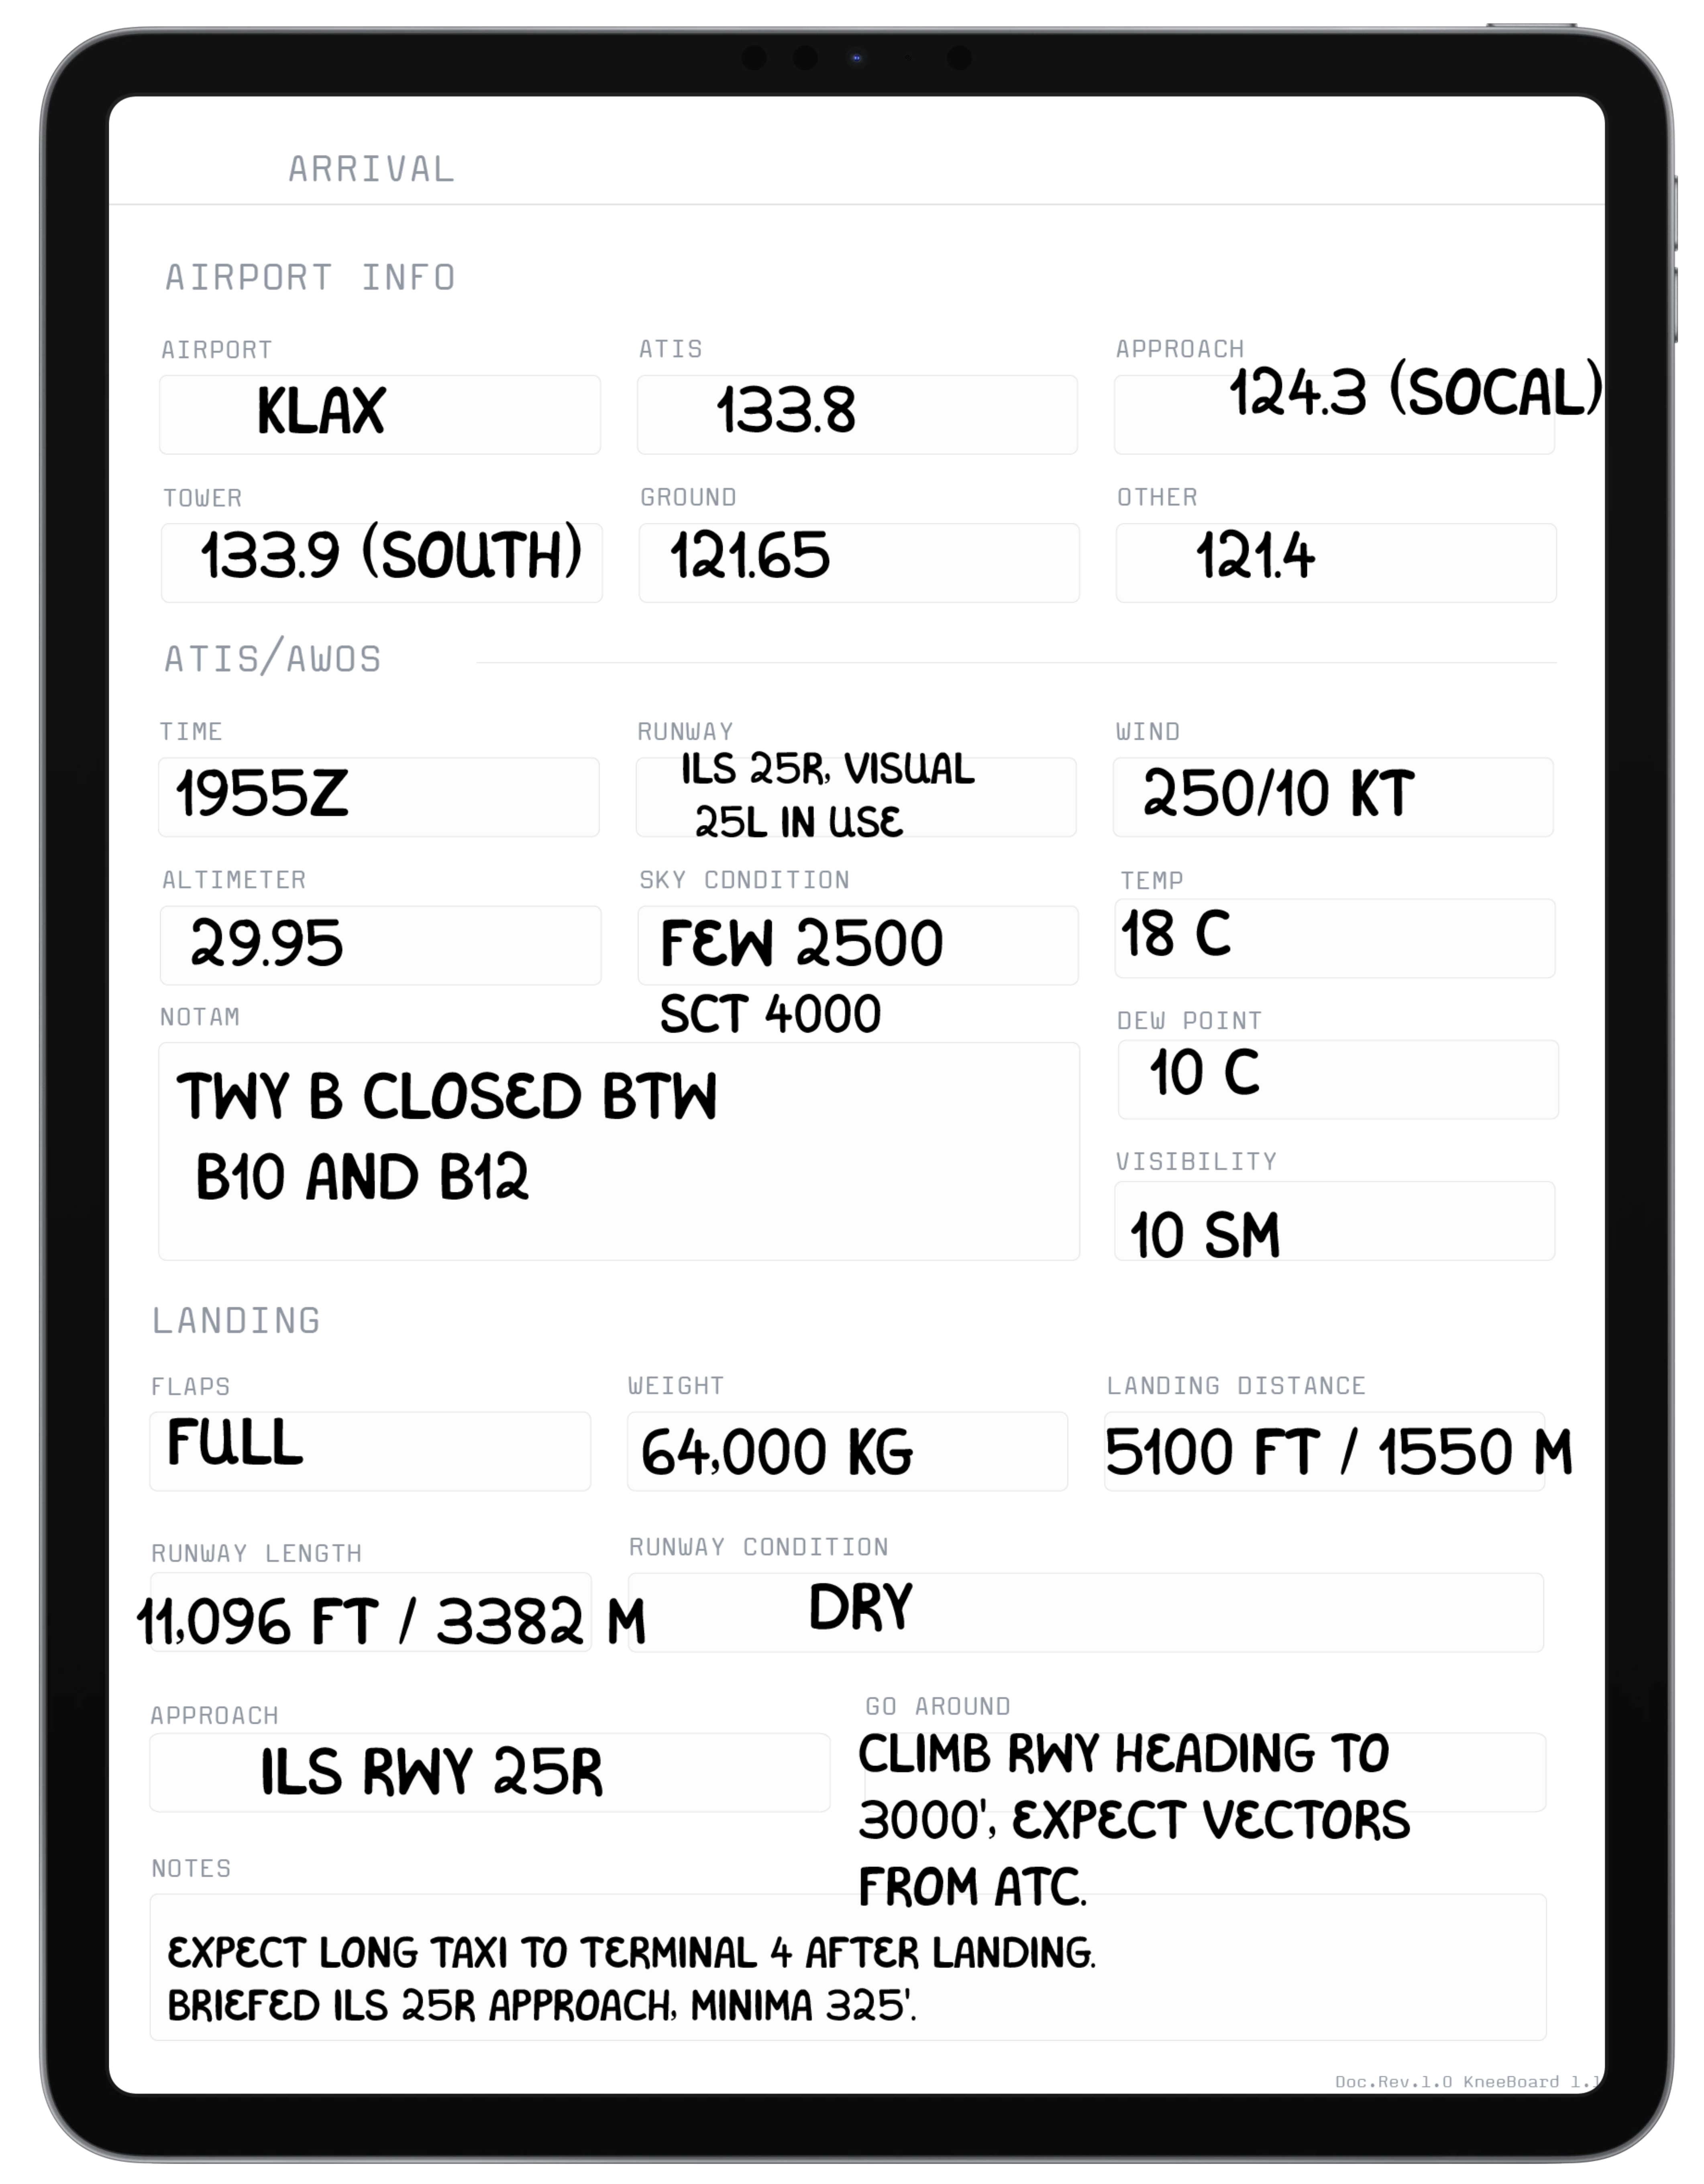 ARRIVAL
AIRPORT INFO
AIRPORT
KLAX
ATIS
133.8
APPROACH
124.3 (SOCAL)
TOWER
133.9 (SOUTH)
GROUND
121.65
OTHER
121.4
ATIS/AWOS
TIME
1955Z
RUNWAY
ILS 25R, VISUAL
25L IN USE
WIND
250/10 KT
ALTIMETER
29.95
SKY CDNDITION
FEW 2500
SCT 4000
TEMP
18 C
NOTAM
TWY B CLOSED BTW
B10 AND B12
DEW POINT
10 C
VISIBILITY
10 SM
LANDING
FLAPS
FULL
WEIGHT
64,000 KG
LANDING DISTANCE
5100 FT / 1550 M
RUNWAY LENGTH
11,096 FT / 3382 M
RUNWAY CONDITION
DRY
APPROACH
ILS RWY 25R
GO AROUND
CLIMB RWY HEADING TO
3000', EXPECT VECTORS
FROM ATC.
NOTES
EXPECT LONG TAXI TO TERMINAL 4 AFTER LANDING.
BRIEFED ILS 25R APPROACH, MINIMA 325'.
Doc.Rev.1.0 KneeBoard